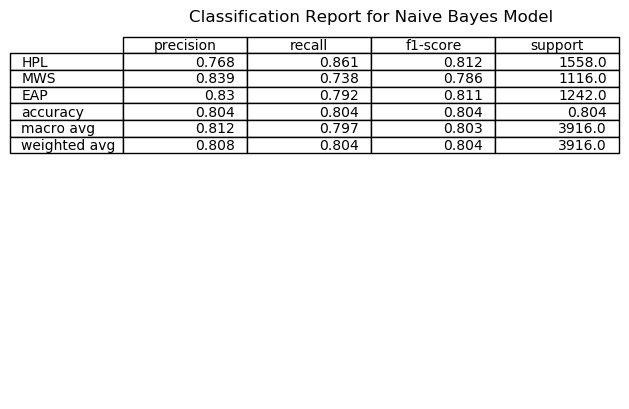 Classification Report for Naive Bayes Model
precision recall f1-score support
HPL 0.768 0.861 0.812 1558.0
MWS 0.839 0.738 0.786 1116.0
EAP 0.83 0.792 0.811 1242.0
accuracy 0.804 0.804 0.804 0.804
macro avg 0.812 0.797 0.803 3916.0
weighted avg 0.808 0.804 0.804 3916.0